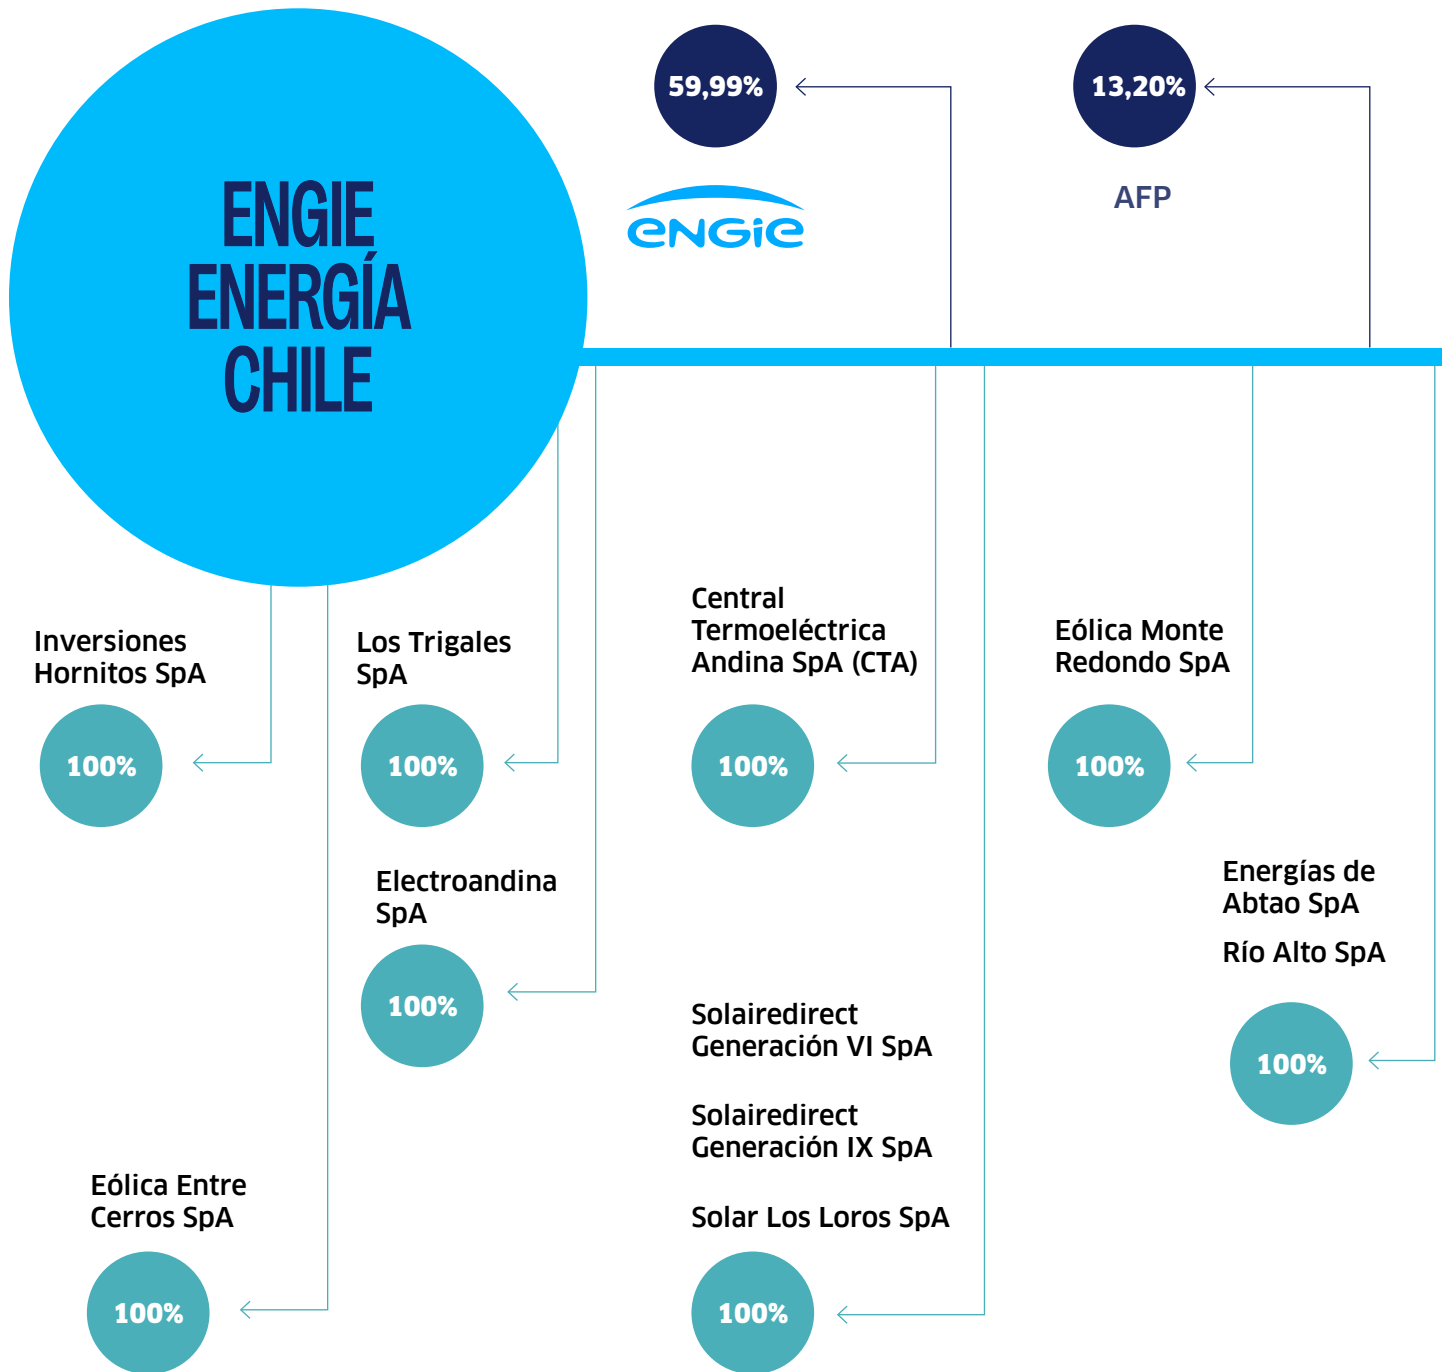 ENGIE
ENERGÍA
CHILE
59,99%
ENGIE
13,20%
AFP
Inversiones
Hornitos SpA
100%
Los Trigales
SpA
100%
Central
Termoeléctrica
Andina SpA (CTA)
100%
Eólica Monte
Redondo SpA
100%
Electroandina
SpA
100%
Energías de
Abtao SpA
Río Alto SpA
100%
Solairedirect
Generación VI SpA
Solairedirect
Generación IX SpA
Solar Los Loros SpA
100%
Eólica Entre
Cerros SpA
100%